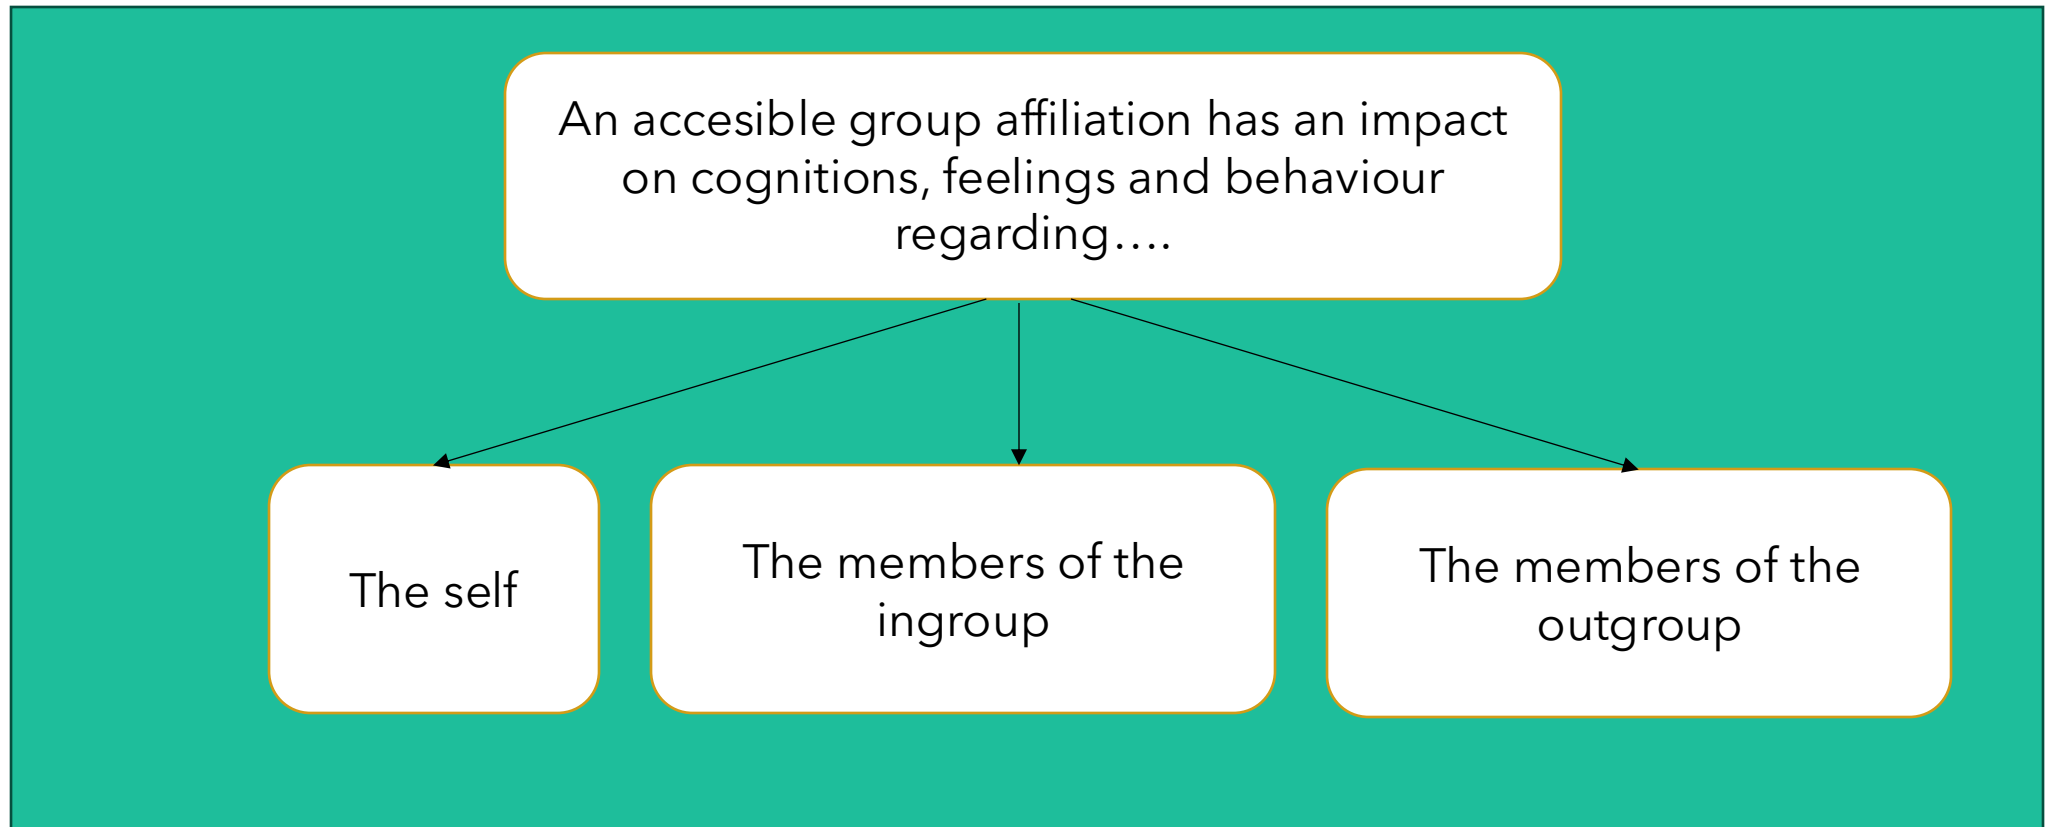 An accesible group affiliation has an impact
on cognitions, feelings and behaviour
regarding….
The self
The members of the
ingroup
The members of the
outgroup